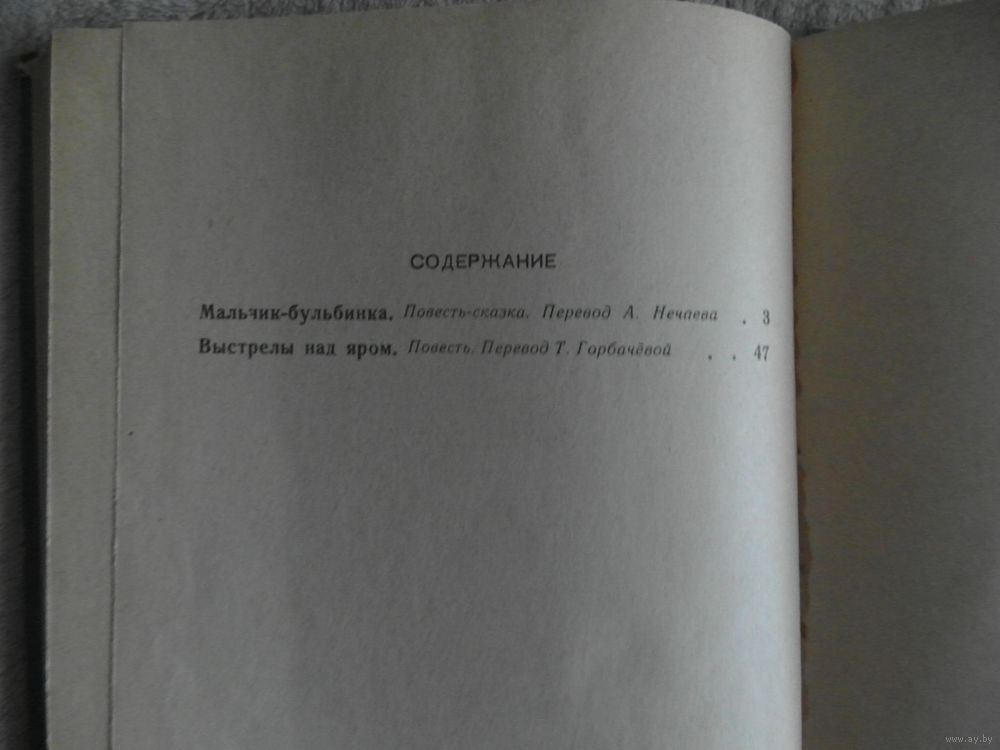 СОДЕРЖАНИЕ
Мальчик-бульбинка. Повесть-сказка. Перевод А. Нечаева . 3
Выстрелы над яром. Повесть. Перевод Т. Горбачёвой . . 47
www.ay.by